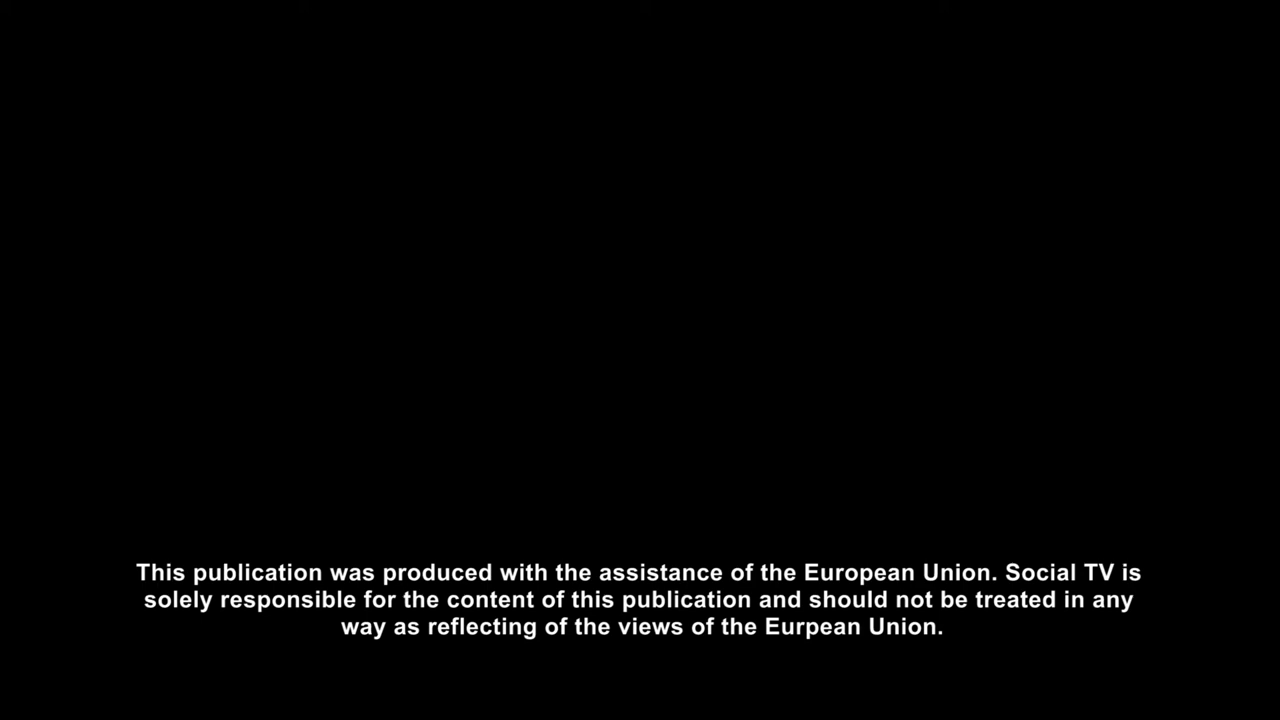 This publication was produced with the assistance of the European Union. Social TV is
solely responsible for the content of this publication and should not be treated in any
way as reflecting of the views of the Eurpean Union.